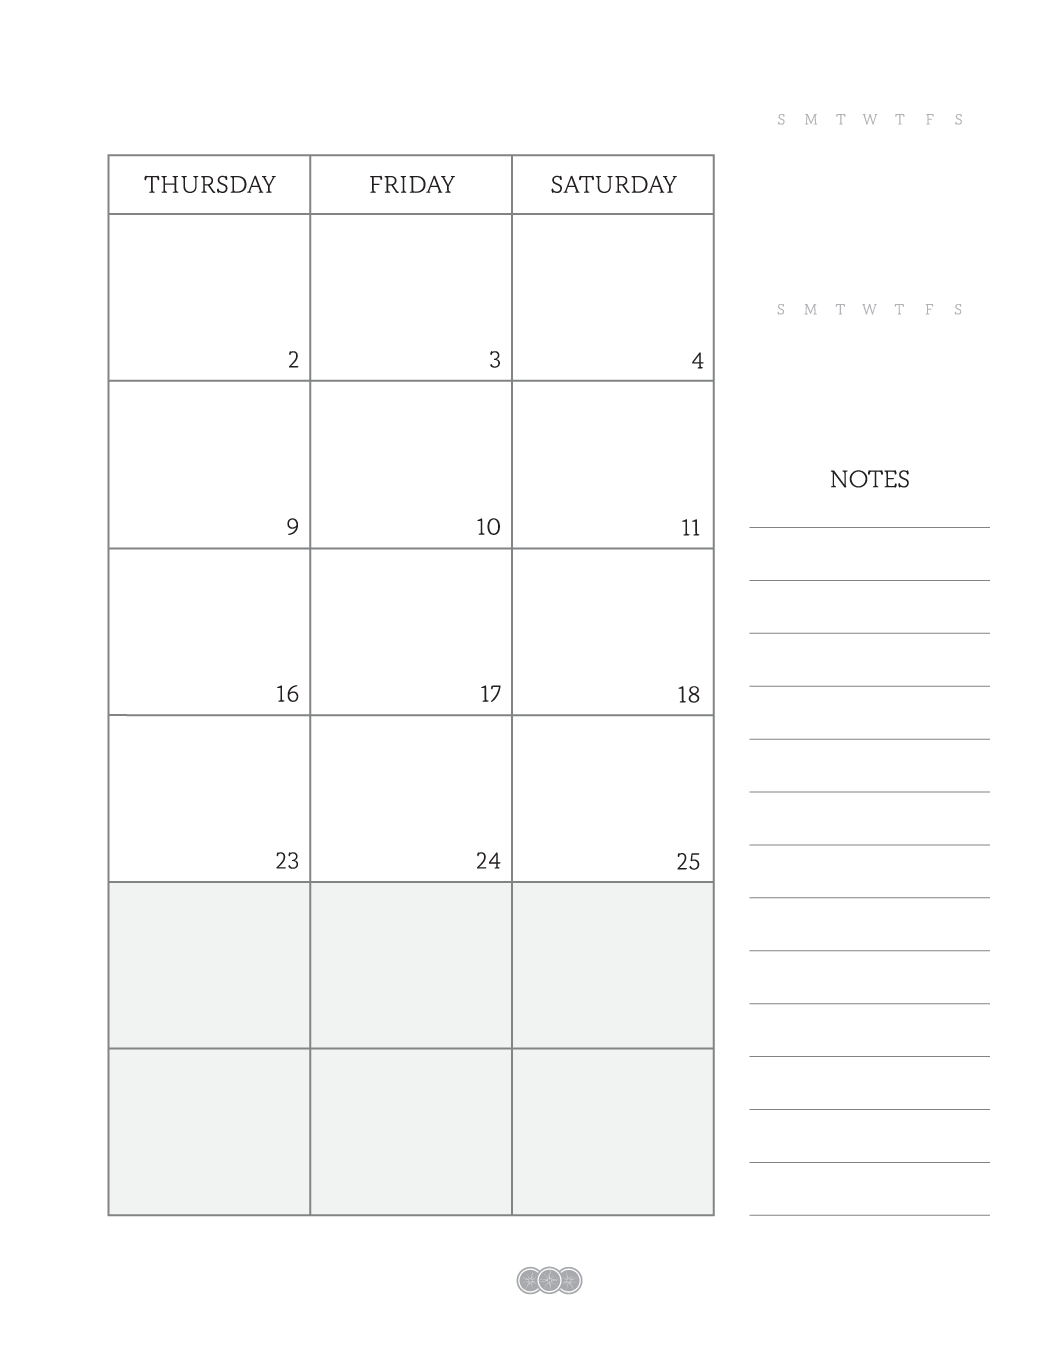 S M T W T F S
THURSDAY FRIDAY SATURDAY
2 3 4
S M T W T F S
9 10 11
16 17 18
23 24 25
NOTES